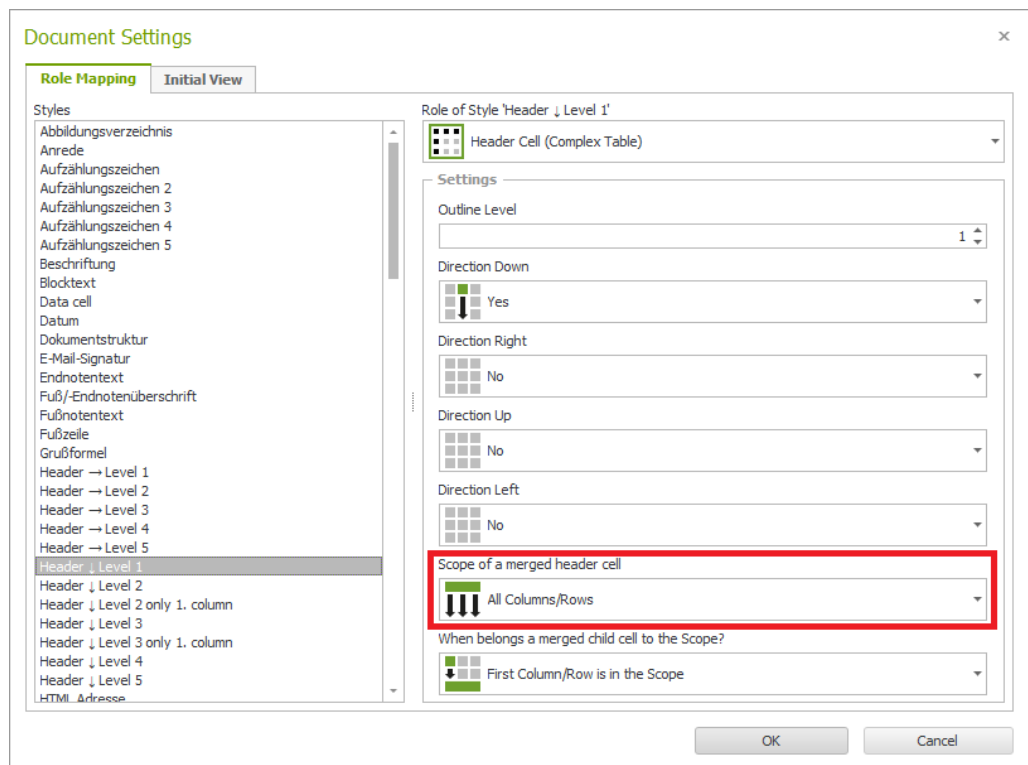 Document Settings
Role Mapping
Initial View
Styles
Abbildungsverzeichnis
Anrede
Aufzählungszeichen
Aufzählungszeichen 2
Aufzählungszeichen 3
Aufzählungszeichen 4
Aufzählungszeichen 5
Beschriftung
Blocktext
Data cell
Datum
Dokumentstruktur
E-Mail-Signatur
Endnotentext
Fuß/-Endnotenüberschrift
Fußnotentext
Fußzeile
Grußformel
Header → Level 1
Header → Level 2
Header → Level 3
Header → Level 4
Header → Level 5
Header ↓ Level 1
Header ↓ Level 2
Header ↓ Level 2 only 1. column
Header ↓ Level 3
Header ↓ Level 3 only 1. column
Header ↓ Level 4
Header ↓ Level 5
HTML Adresse
Role of Style 'Header ↓ Level 1'
Header Cell (Complex Table)
Settings
Outline Level
1
Direction Down
Yes
Direction Right
No
Direction Up
No
Direction Left
No
Scope of a merged header cell
All Columns/Rows
When belongs a merged child cell to the Scope?
First Column/Row is in the Scope
OK
Cancel